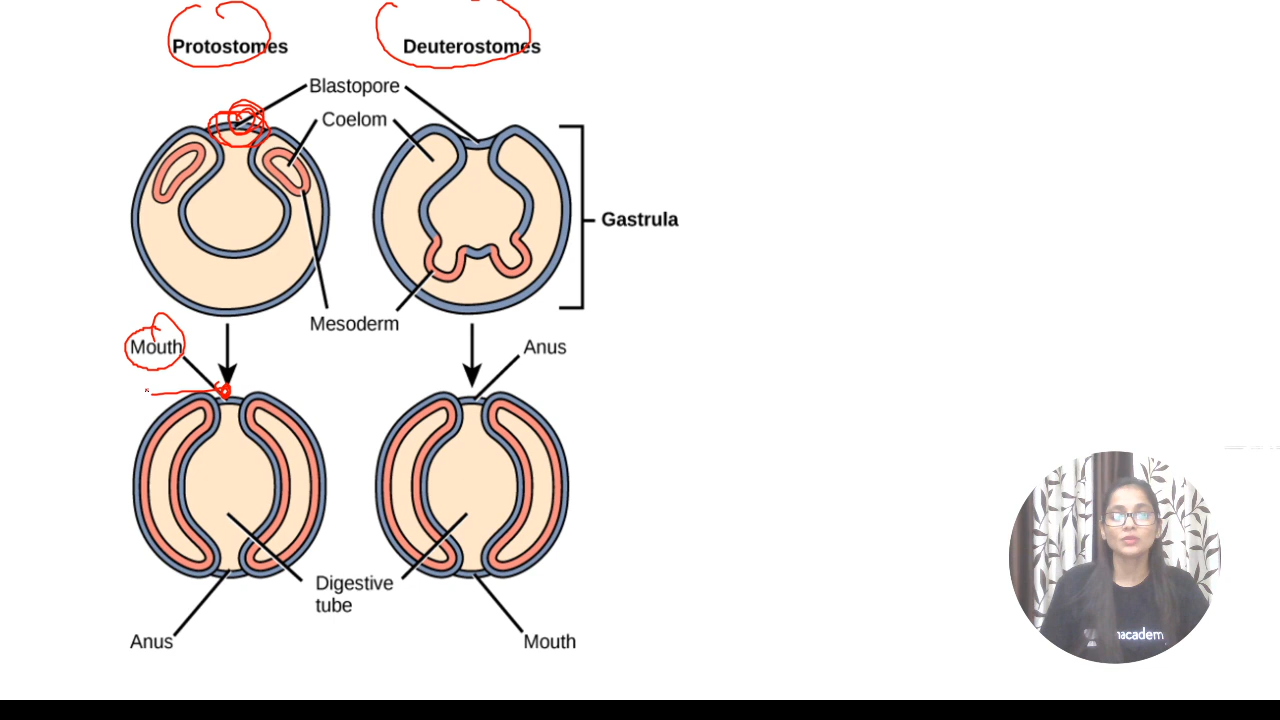 Protostomes
Deuterostomes
Blastopore
Coelom
Gastrula
Mesoderm
Mouth
Anus
Digestive
tube
Anus
Mouth